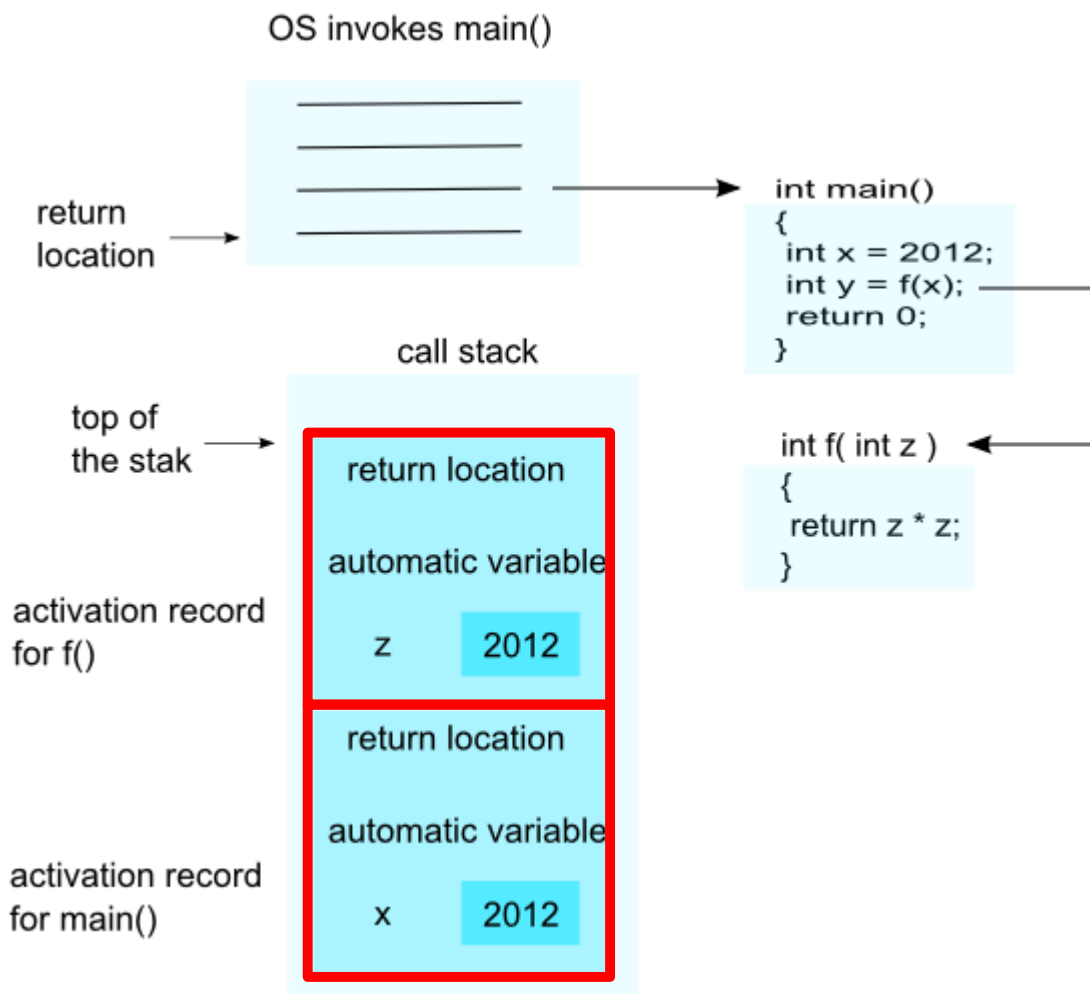 OS invokes main()
return
location
int main()
{
int x = 2012;
int y = f(x);
return 0;
}
call stack
top of
the stak
return location
automatic variable
z 2012
activation record
for f()
int f( int z )
{
return z * z;
}
return location
automatic variable
x 2012
activation record
for main()